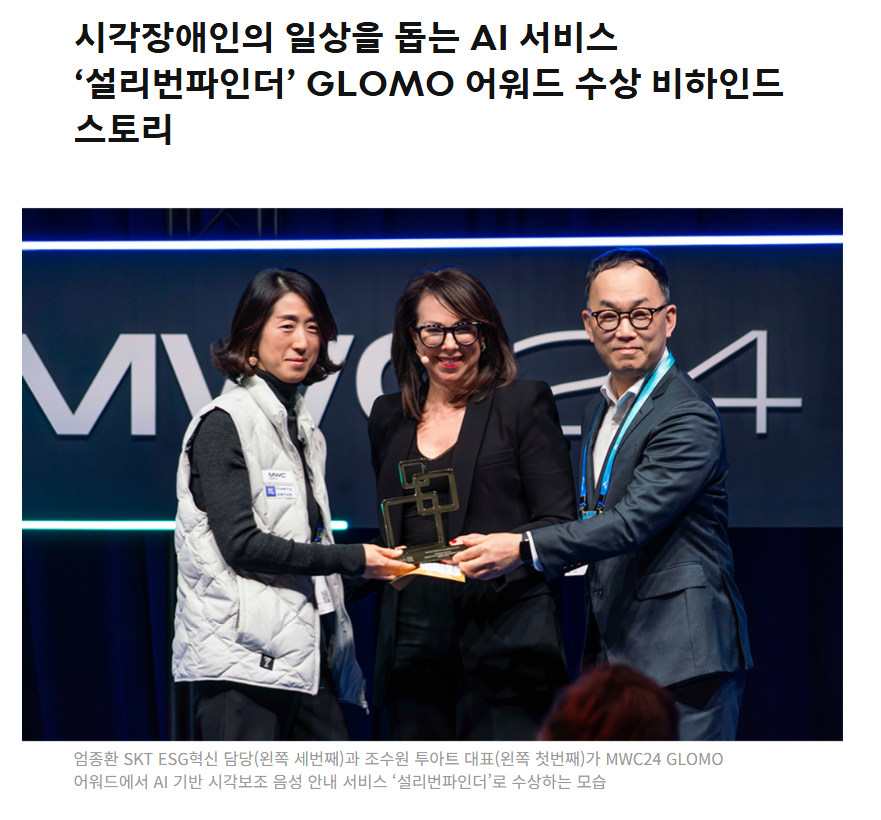 시각장애인의 일상을 돕는 AI 서비스
‘설리번파인더’ GLOMO 어워드 수상 비하인드
스토리
MWC24
MWC
엄종환 SKT ESG혁신 담당(왼쪽 세번째)과 조수원 투아트 대표(왼쪽 첫번째)가 MWC24 GLOMO
어워드에서 AI 기반 시각보조 음성 안내 서비스 ‘설리번파인더’로 수상하는 모습